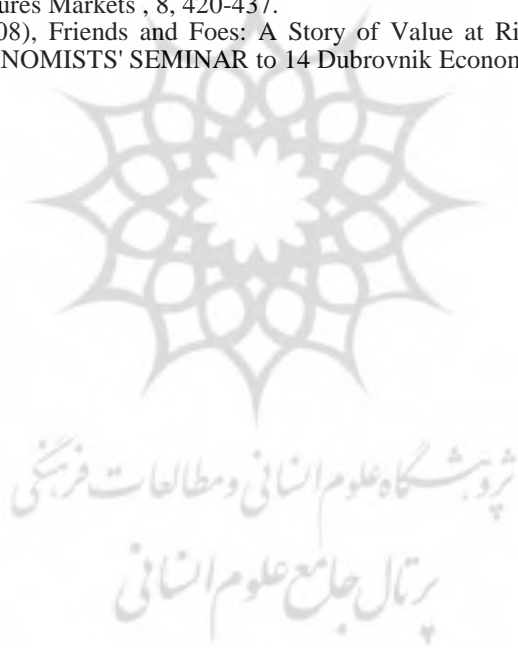 ures Markets , 8, 420-437.
08), Friends and Foes: A Story of Value at Ri
NOMISTS' SEMINAR to 14 Dubrovnik Econom
پژوهشگاه علوم انسانی و مطالعات فرهنگی
پرتال جامع علوم انسانی